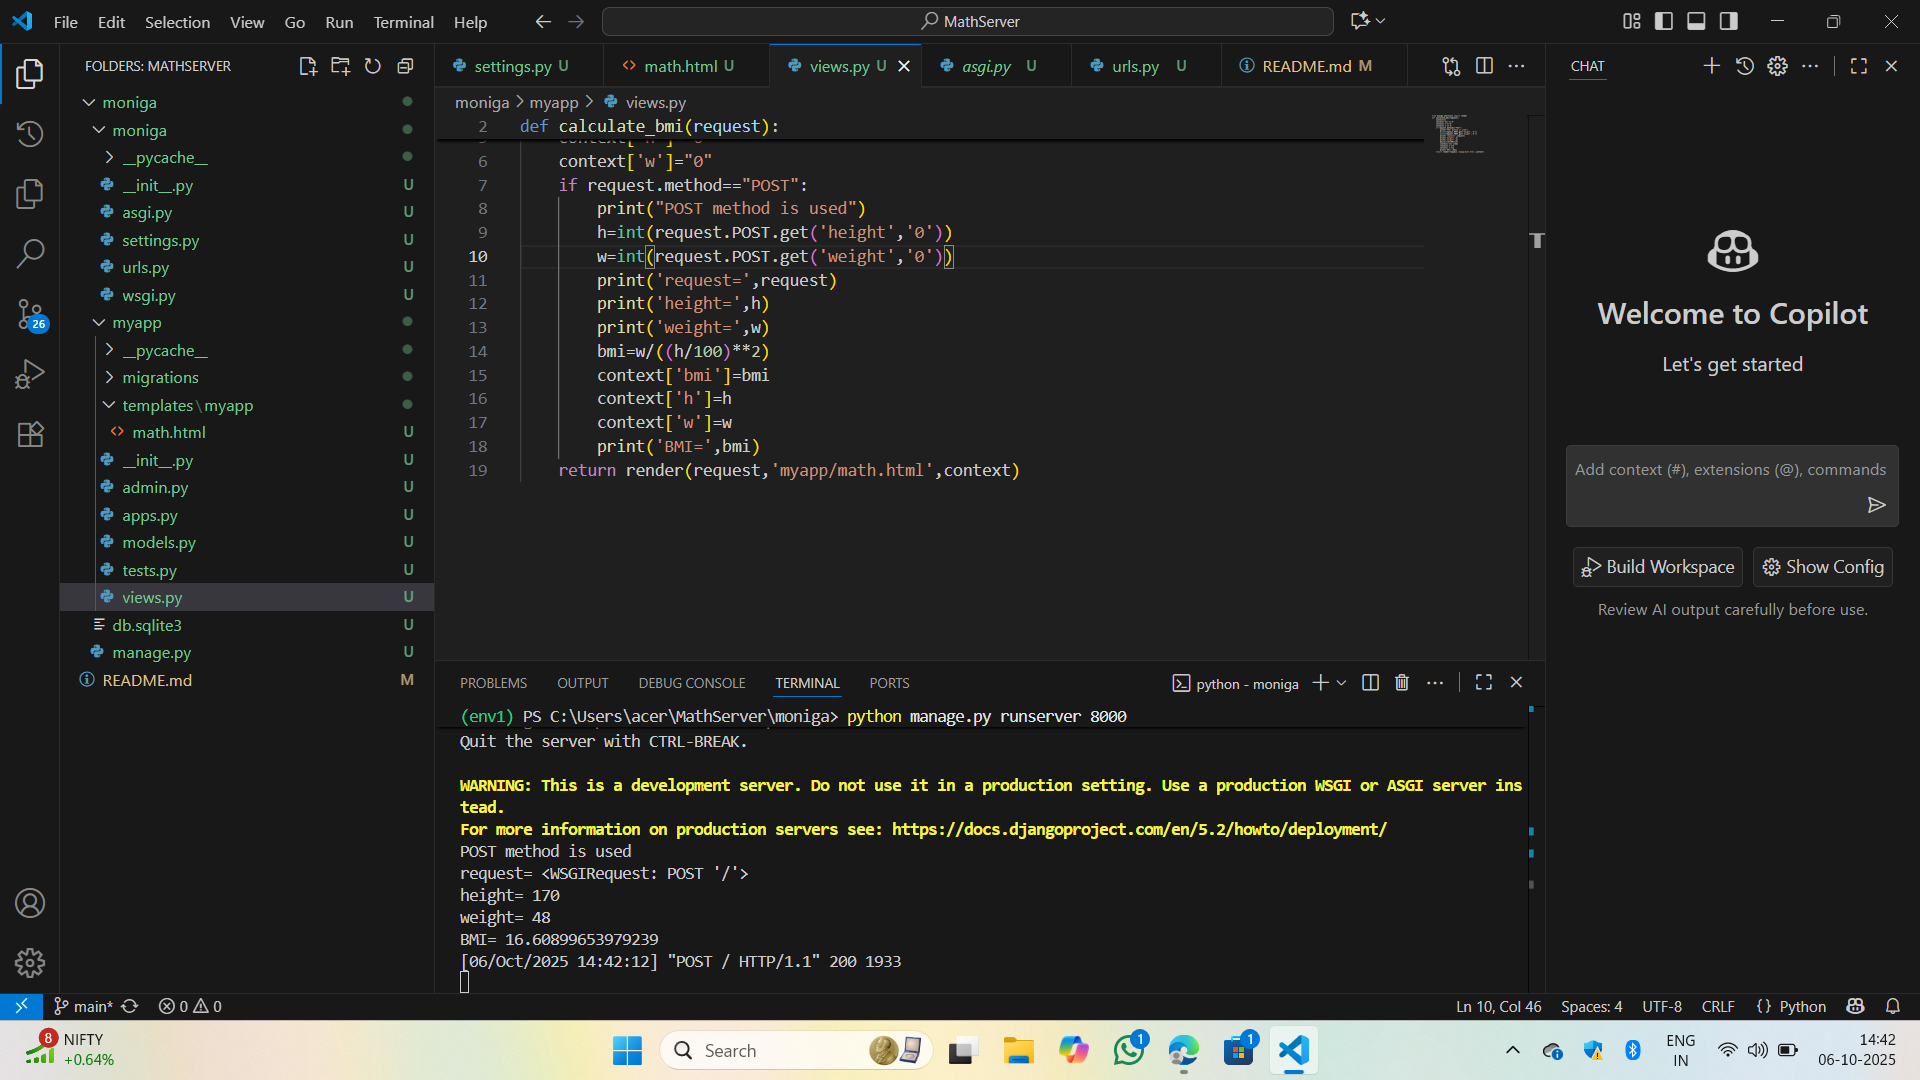 File Edit Selection View Go Run Terminal Help
MathServer
FOLDERS: MATHSERVER
moniga
moniga
__pycache__
__init__.py U
asgi.py U
settings.py U
urls.py U
wsgi.py U
myapp
__pycache__
migrations
templates\myapp
math.html U
__init__.py U
admin.py U
apps.py U
models.py U
tests.py U
views.py U
db.sqlite3 U
manage.py U
README.md M
26
settings.py U
math.html U
views.py U
asgi.py U
urls.py U
README.md M
moniga > myapp > views.py
2 def calculate_bmi(request):
6 context['w']="0"
7 if request.method=="POST":
8 print("POST method is used")
9 h=int(request.POST.get('height','0'))
10 w=int(request.POST.get('weight','0'))
11 print('request=',request)
12 print('height=',h)
13 print('weight=',w)
14 bmi=w/((h/100)**2)
15 context['bmi']=bmi
16 context['h']=h
17 context['w']=w
18 print('BMI=',bmi)
19 return render(request,'myapp/math.html',context)
PROBLEMS OUTPUT DEBUG CONSOLE TERMINAL PORTS
python - moniga
(env1) PS C:\Users\acer\MathServer\moniga> python manage.py runserver 8000
Quit the server with CTRL-BREAK.
WARNING: This is a development server. Do not use it in a production setting. Use a production WSGI or ASGI server ins
tead.
For more information on production servers see: https://docs.djangoproject.com/en/5.2/howto/deployment/
POST method is used
request= <WSGIRequest: POST '/'>
height= 170
weight= 48
BMI= 16.60899653979239
[06/Oct/2025 14:42:12] "POST / HTTP/1.1" 200 1933
CHAT
Welcome to Copilot
Let's get started
Add context (#), extensions (@), commands
Build Workspace
Show Config
Review AI output carefully before use.
main* 0 0
Ln 10, Col 46 Spaces: 4 UTF-8 CRLF {} Python
8 NIFTY
+0.64%
Search
1
1
ENG
IN
14:42
06-10-2025